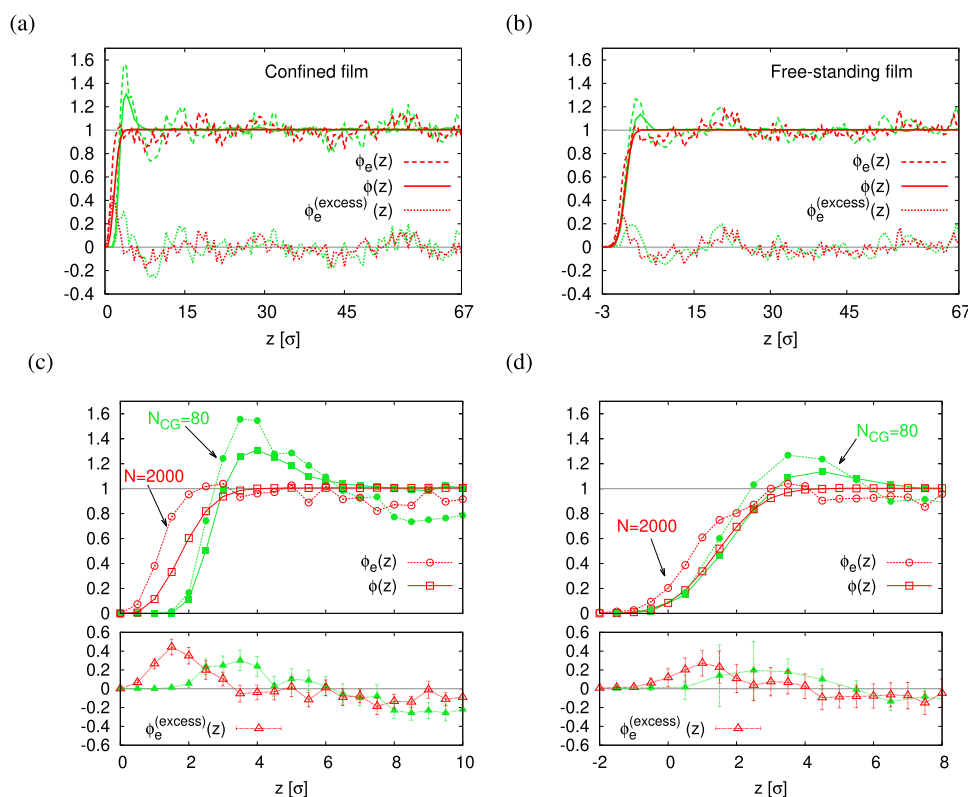 (a)
(b)
1.6
1.4
1.2
1
0.8
0.6
0.4
0.2
0
-0.2
-0.4
Confined film
ϕe(z)
ϕ(z)
ϕe(excess)(z)
0
15
30
45
67
z [σ]
1.6
1.4
1.2
1
0.8
0.6
0.4
0.2
0
-0.2
-0.4
Free-standing film
ϕe(z)
ϕ(z)
ϕe(excess)(z)
-3
15
30
45
67
z [σ]
(c)
(d)
1.6
1.4
1.2
1
0.8
0.6
0.4
0.2
0
NCG=80
N=2000
ϕe(z)
ϕ(z)
0.6
0.4
0.2
0
-0.2
-0.4
-0.6
ϕe(excess)(z)
0
2
4
6
8
10
z [σ]
1.6
1.4
1.2
1
0.8
0.6
0.4
0.2
0
NCG=80
N=2000
ϕe(z)
ϕ(z)
0.6
0.4
0.2
0
-0.2
-0.4
-0.6
ϕe(excess)(z)
-2
0
2
4
6
8
z [σ]